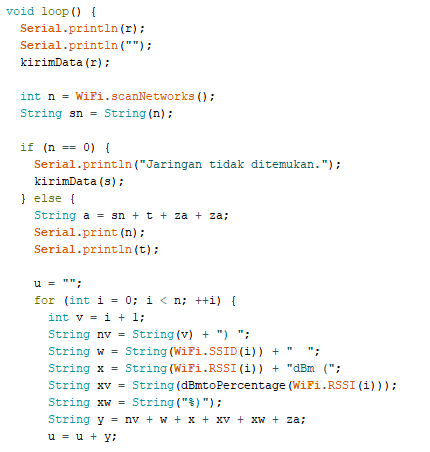 void loop() {
Serial.println(r);
Serial.println("");
kirimData(r);
int n = WiFi.scanNetworks();
String sn = String(n);
if (n == 0) {
Serial.println("Jaringan tidak ditemukan.");
kirimData(s);
} else {
String a = sn + t + za + za;
Serial.print(n);
Serial.println(t);
u = "";
for (int i = 0; i < n; ++i) {
int v = i + 1;
String nv = String(v) + ") ";
String w = String(WiFi.SSID(i)) + "  ";
String x = String(WiFi.RSSI(i)) + "dBm (";
String xv = String(dBmtoPercentage(WiFi.RSSI(i)));
String xw = String("%)");
String y = nv + w + x + xv + xw + za;
u = u + y;